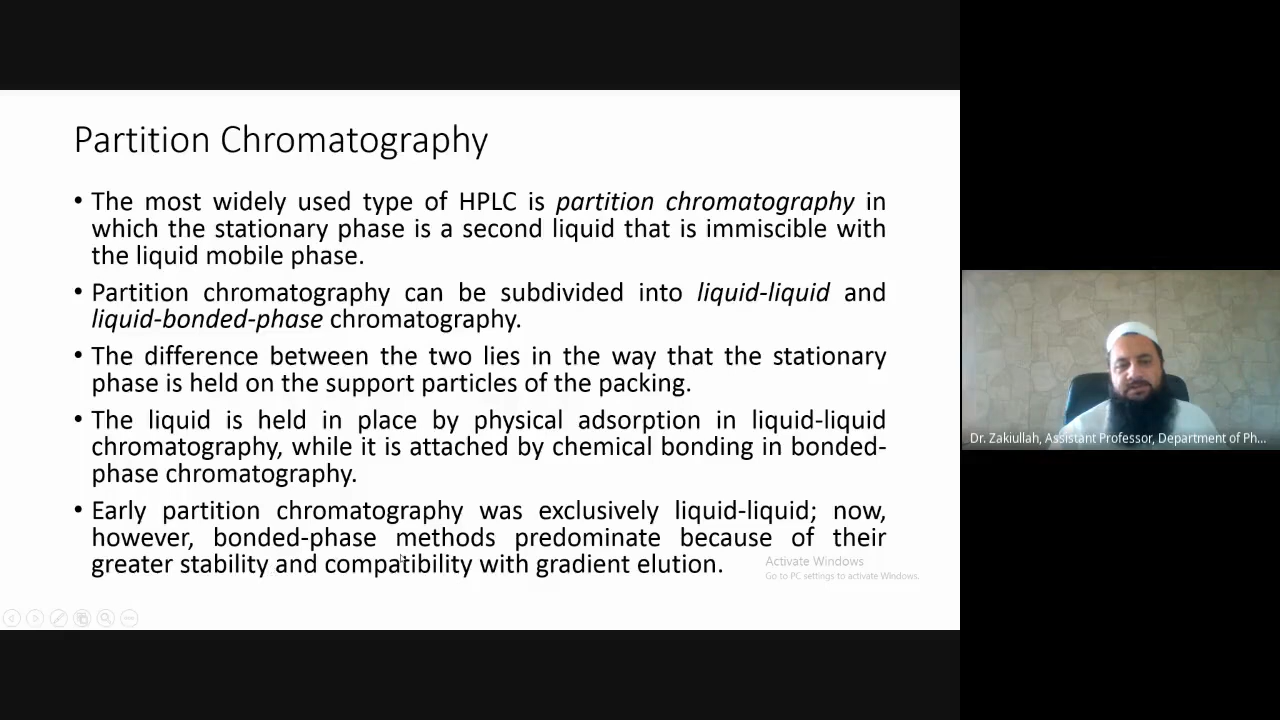 Partition Chromatography
• The most widely used type of HPLC is partition chromatography in
which the stationary phase is a second liquid that is immiscible with
the liquid mobile phase.
• Partition chromatography can be subdivided into liquid-liquid and
liquid-bonded-phase chromatography.
• The difference between the two lies in the way that the stationary
phase is held on the support particles of the packing.
• The liquid is held in place by physical adsorption in liquid-liquid
chromatography, while it is attached by chemical bonding in bonded-
phase chromatography.
• Early partition chromatography was exclusively liquid-liquid; now,
however, bonded-phase methods predominate because of their
greater stability and compatibility with gradient elution.
Activate Windows
Go to PC settings to activate Windows.
Dr. Zakiullah, Assistant Professor, Department of Ph...